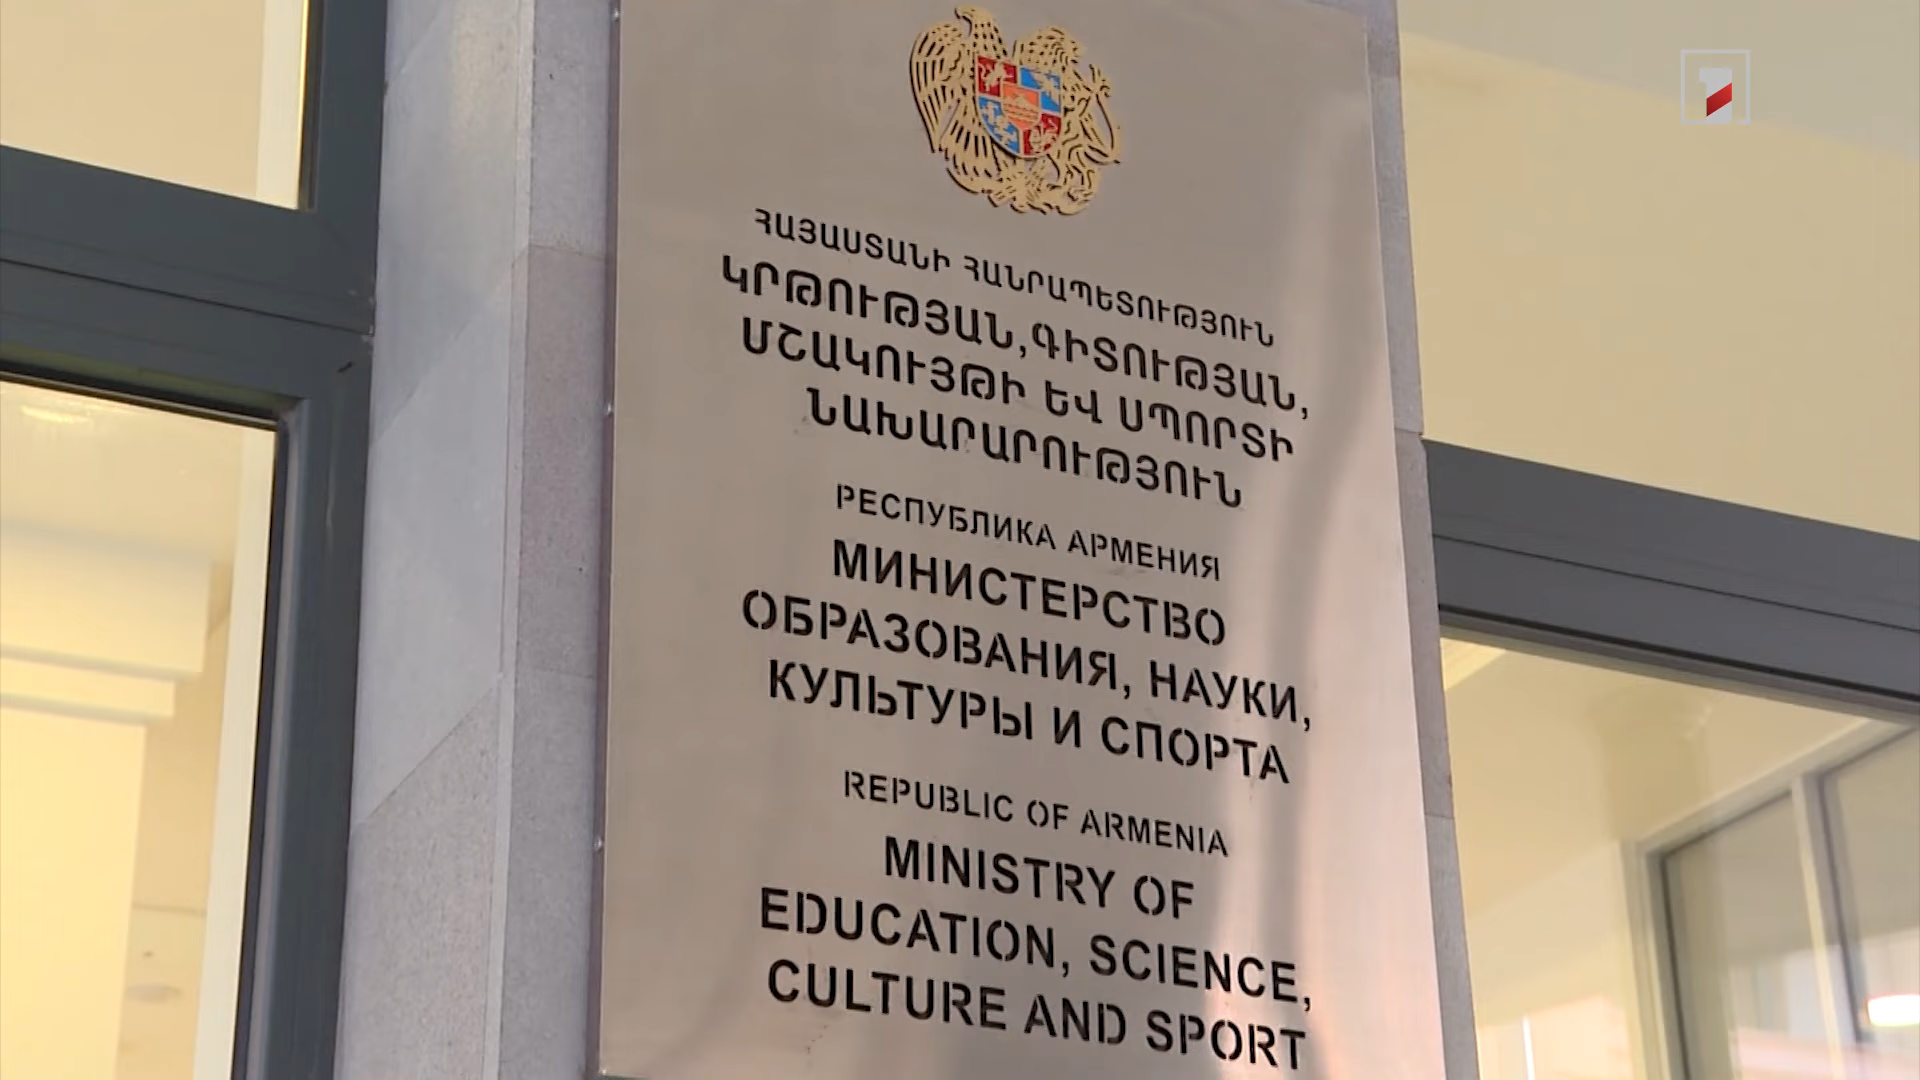 ՀԱՅԱՍՏԱՆԻ ՀԱՆՐԱՊԵՏՈՒԹՅՈՒՆ
ԿՐԹՈՒԹՅԱՆ,ԳԻՏՈՒԹՅԱՆ,
ՄՇԱԿՈՒՅԹԻ ԵՎ ՍՊՈՐՏԻ
ՆԱԽԱՐԱՐՈՒԹՅՈՒՆ
РЕСПУБЛИКА АРМЕНИЯ
МИНИСТЕРСТВО
ОБРАЗОВАНИЯ, НАУКИ,
КУЛЬТУРЫ И СПОРТА
REPUBLIC OF ARMENIA
MINISTRY OF
EDUCATION, SCIENCE,
CULTURE AND SPORT
1